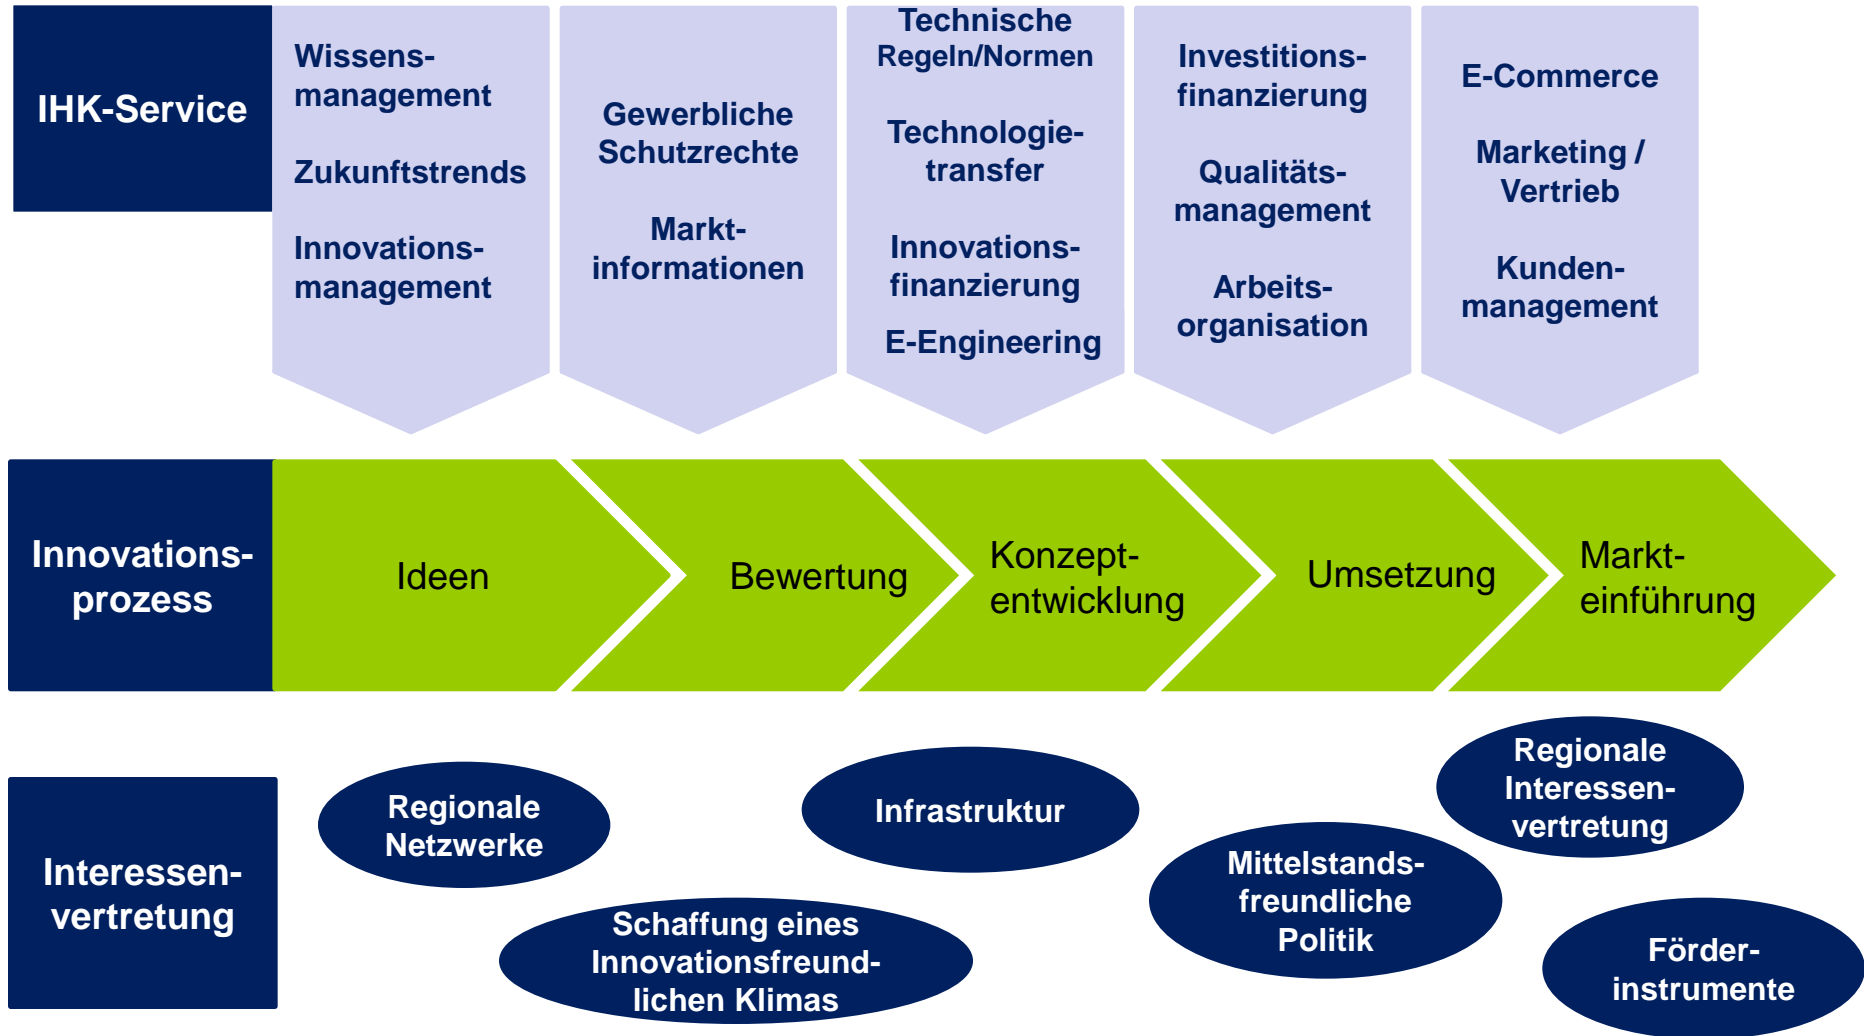 IHK-Service
Wissens-
management
Zukunftstrends
Innovations-
management
Gewerbliche
Schutzrechte
Markt-
informationen
Technische
Regeln/Normen
Technologie-
transfer
Innovations-
finanzierung
E-Engineering
Investitions-
finanzierung
Qualitäts-
management
Arbeits-
organisation
E-Commerce
Marketing /
Vertrieb
Kunden-
management
Innovations-
prozess
Ideen
Bewertung
Konzept-
entwicklung
Umsetzung
Markt-
einführung
Interessen-
vertretung
Regionale
Netzwerke
Schaffung eines
Innovationsfreund-
lichen Klimas
Infrastruktur
Mittelstands-
freundliche
Politik
Regionale
Interessen-
vertretung
Förder-
instrumente